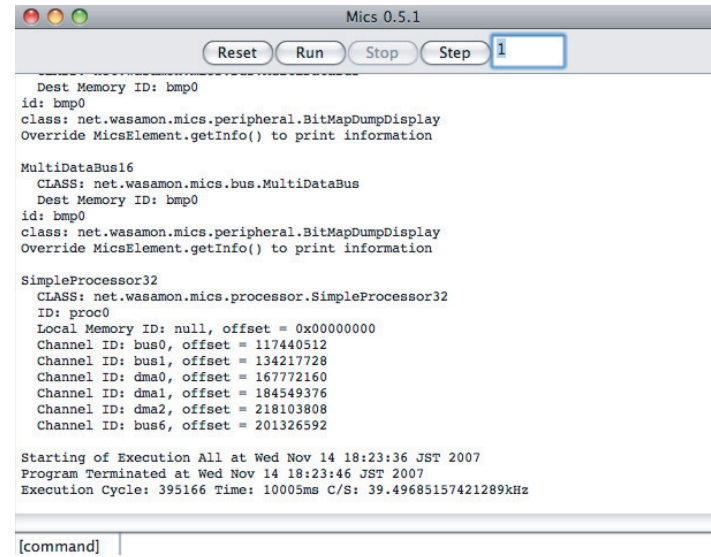 Mics 0.5.1
Reset Run Stop Step 1
Dest Memory ID: bmp0
id: bmp0
class: net.wasamon.mics.peripheral.BitMapDumpDisplay
Override MicsElement.getInfo() to print information
MultiDataBus16
CLASS: net.wasamon.mics.bus.MultiDataBus
Dest Memory ID: bmp0
id: bmp0
class: net.wasamon.mics.peripheral.BitMapDumpDisplay
Override MicsElement.getInfo() to print information
SimpleProcessor32
CLASS: net.wasamon.mics.processor.SimpleProcessor32
ID: proc0
Local Memory ID: null, offset = 0x00000000
Channel ID: bus0, offset = 117440512
Channel ID: bus1, offset = 134217728
Channel ID: dma0, offset = 167772160
Channel ID: dma1, offset = 184549376
Channel ID: dma2, offset = 218103808
Channel ID: bus6, offset = 201326592
Starting of Execution All at Wed Nov 14 18:23:36 JST 2007
Program Terminated at Wed Nov 14 18:23:46 JST 2007
Execution Cycle: 395166 Time: 10005ms C/S: 39.49685157421289kHz
[command]